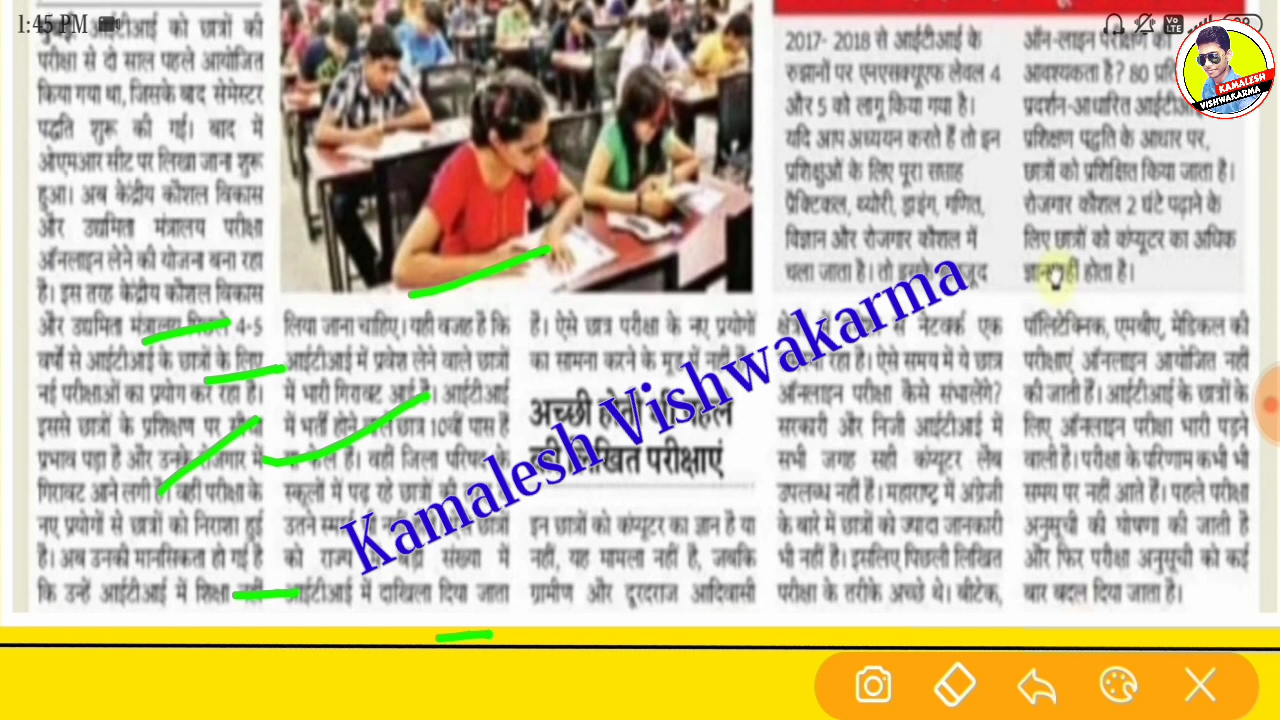 1:45 PM
आईटीआई को छात्रों की
परीक्षा से दो साल पहले आयोजित
किया गया था, जिसके बाद सेमेस्टर
पद्धति शुरू की गई। बाद में
ओएमआर सीट पर लिखा जाना शुरू
हुआ। अब केंद्रीय कौशल विकास
और उद्यमिता मंत्रालय परीक्षा
ऑनलाइन लेने की योजना बना रहा
है। इस तरह केंद्रीय कौशल विकास
और उद्यमिता मंत्रालय पिछले 4-5
वर्षों से आईटीआई के छात्रों के लिए
नई परीक्षाओं का प्रयोग कर रहा है।
इससे छात्रों के प्रशिक्षण पर सीधा
प्रभाव पड़ा है और उनके रोजगार में
गिरावट आने लगी है। वहीं परीक्षा के
नए प्रयोगों से छात्रों को निराशा हुई
है। अब उनकी मानसिकता हो गई है
कि उन्हें आईटीआई में शिक्षा नहीं
लिया जाना चाहिए। यही वजह है कि
आईटीआई में प्रवेश लेने वाले छात्रों
में भारी गिरावट आई है। आईटीआई
में भर्ती होने वाले छात्र 10वीं पास है
फेल है। वहीं जिला परिषद
स्कूलों में पढ़ रहे छात्रों की
उतने छात्रों
को राज्य बड़ी संख्या में
आईटीआई में दाखिला दिया जाता
है। ऐसे छात्र परीक्षा के नए प्रयोगों
का सामना करने के मूड में नहीं है।
अच्छी होती थी पहले
की लिखित परीक्षाएं
इन छात्रों को कंप्यूटर का ज्ञान है या
नहीं, यह मामला नहीं है, जबकि
ग्रामीण और दूरदराज आदिवासी
2017- 2018 से आईटीआई के
रुझानों पर एनएसक्यूएफ लेवल 4
और 5 को लागू किया गया है।
यदि आप अध्ययन करते हैं तो इन
प्रशिक्षुओं के लिए पूरा सप्ताह
प्रैक्टिकल, थ्योरी, ड्राइंग, गणित,
विज्ञान और रोजगार कौशल में
चला जाता है। तो इसके
ऑन-लाइन परीक्षण की
आवश्यकता है? 80
प्रदर्शन-आधारित आईटीआई
प्रशिक्षण पद्धति के आधार पर,
छात्रों को प्रशिक्षित किया जाता है।
रोजगार कौशल 2 घंटे पढ़ाने के
लिए छात्रों को कंप्यूटर का अधिक
ज्ञान ही होता है।
में नेटवर्क एक
रहा है। ऐसे समय में ये छात्र
ऑनलाइन परीक्षा कैसे संभालेंगे?
सरकारी और निजी आईटीआई में
सभी जगह सही कंप्यूटर लैब
उपलब्ध नहीं है। महाराष्ट्र में अंग्रेजी
के बारे में छात्रों को ज्यादा जानकारी
भी नहीं है। इसलिए पिछली लिखित
परीक्षा के तरीके अच्छे थे। बीटेक,
पॉलिटेक्निक, एमबीए, मेडिकल की
परीक्षाएं ऑनलाइन आयोजित नहीं
की जाती हैं। आईटीआई के छात्रों के
लिए ऑनलाइन परीक्षा भारी पड़ने
वाली है। परीक्षा के परिणाम कभी भी
समय पर नहीं आते हैं। पहले परीक्षा
अनुसूची की घोषणा की जाती है
और फिर परीक्षा अनुसूची को कई
बार बदल दिया जाता है।
Kamalesh Vishwakarma
KAMALESH
VISHWAKARMA